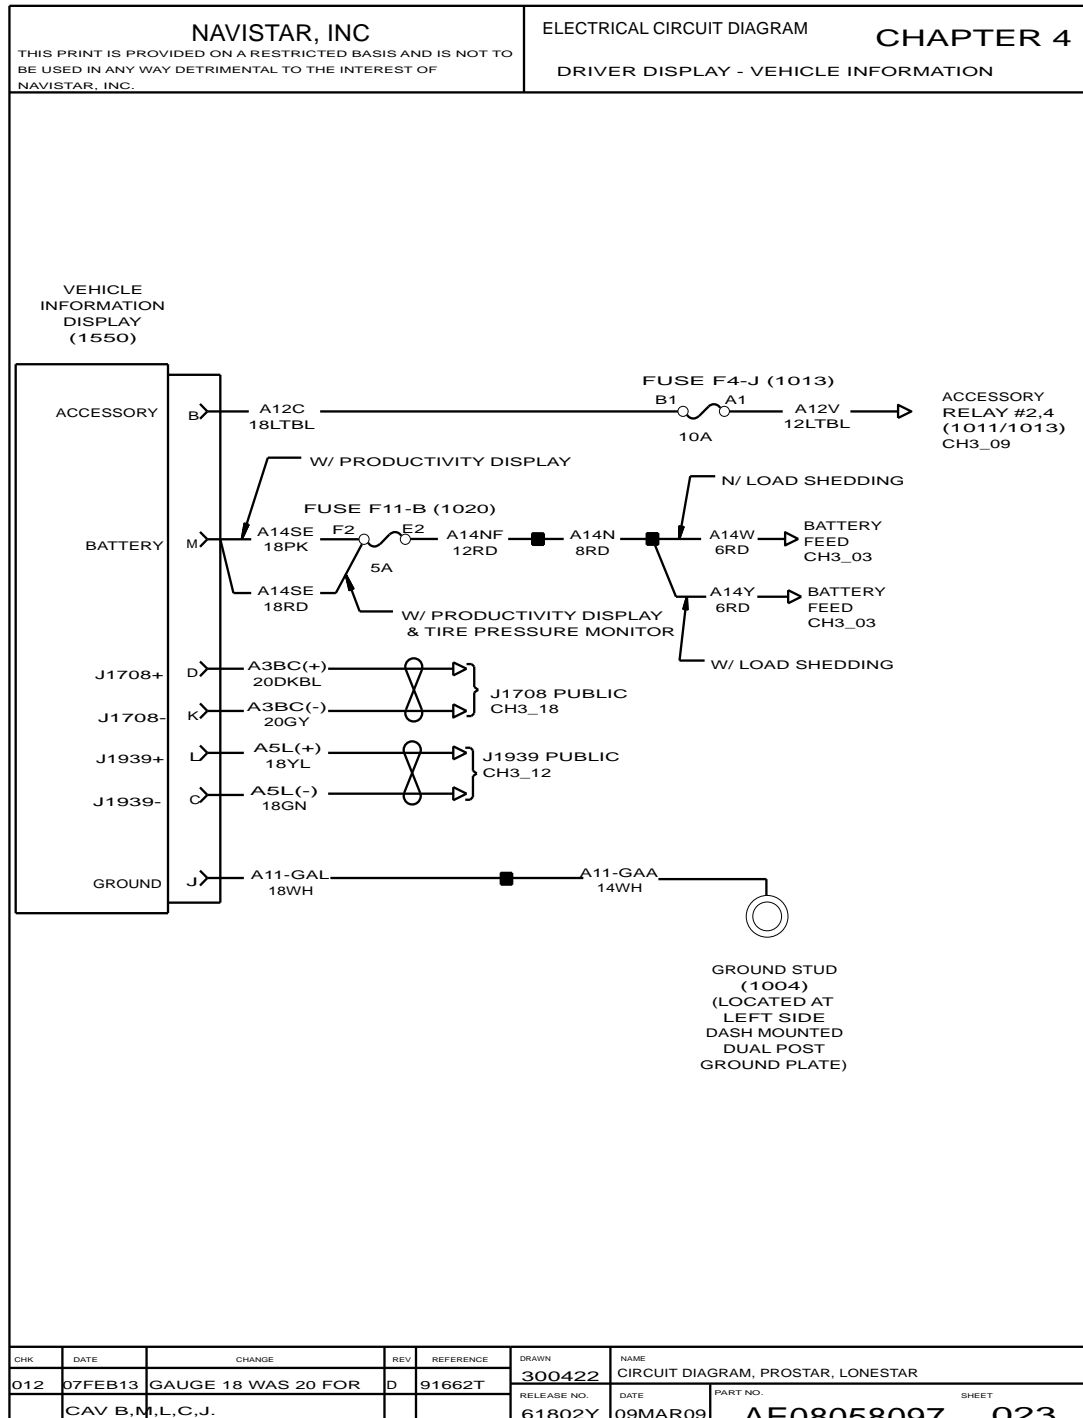 NAVISTAR, INC
THIS PRINT IS PROVIDED ON A RESTRICTED BASIS AND IS NOT TO
BE USED IN ANY WAY DETRIMENTAL TO THE INTEREST OF
NAVISTAR, INC.
ELECTRICAL CIRCUIT DIAGRAM
CHAPTER 4
DRIVER DISPLAY - VEHICLE INFORMATION
VEHICLE
INFORMATION
DISPLAY
(1550)
ACCESSORY
B
A12C
18LTBL
FUSE F4-J (1013)
B1
A1
10A
A12V
12LTBL
ACCESSORY
RELAY #2,4
(1011/1013)
CH3_09
W/ PRODUCTIVITY DISPLAY
N/ LOAD SHEDDING
FUSE F11-B (1020)
BATTERY
M
A14SE
18PK
F2
E2
5A
A14NF
12RD
A14N
8RD
A14W
6RD
BATTERY
FEED
CH3_03
A14SE
18RD
W/ PRODUCTIVITY DISPLAY
& TIRE PRESSURE MONITOR
A14Y
6RD
BATTERY
FEED
CH3_03
W/ LOAD SHEDDING
J1708+
D
A3BC(+)
20DKBL
J1708-
K
A3BC(-)
20GY
J1708 PUBLIC
CH3_18
J1939+
L
A5L(+)
18YL
J1939-
C
A5L(-)
18GN
J1939 PUBLIC
CH3_12
GROUND
J
A11-GAL
18WH
A11-GAA
14WH
GROUND STUD
(1004)
(LOCATED AT
LEFT SIDE
DASH MOUNTED
DUAL POST
GROUND PLATE)
CHK
DATE
CHANGE
REV
REFERENCE
012
07FEB13
GAUGE 18 WAS 20 FOR
D
91662T
CAV B,M,L,C,J.
DRAWN
300422
NAME
CIRCUIT DIAGRAM, PROSTAR, LONESTAR
RELEASE NO.
61802Y
DATE
09MAR09
PART NO.
AE08058097
SHEET
023